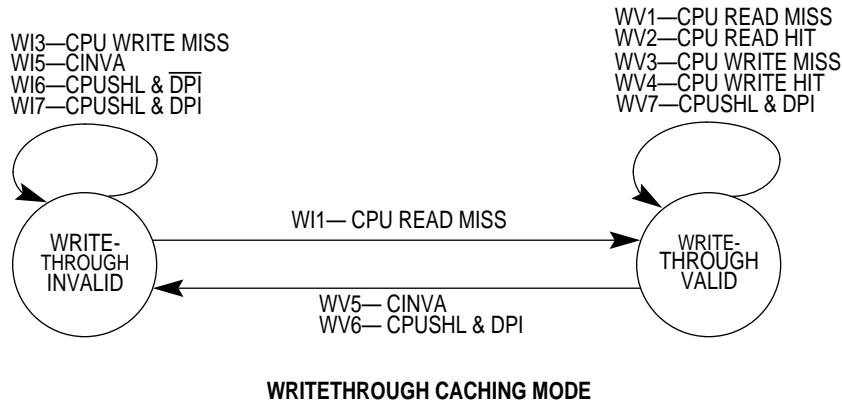 WI3—CPU WRITE MISS
WI5—CINVA
WI6—CPUSHL & D̅P̅I̅
WI7—CPUSHL & DPI
WV1—CPU READ MISS
WV2—CPU READ HIT
WV3—CPU WRITE MISS
WV4—CPU WRITE HIT
WV7—CPUSHL & DPI
WI1— CPU READ MISS
WRITE-
THROUGH
INVALID
WRITE-
THROUGH
VALID
WV5— CINVA
WV6— CPUSHL & DPI
WRITETHROUGH CACHING MODE